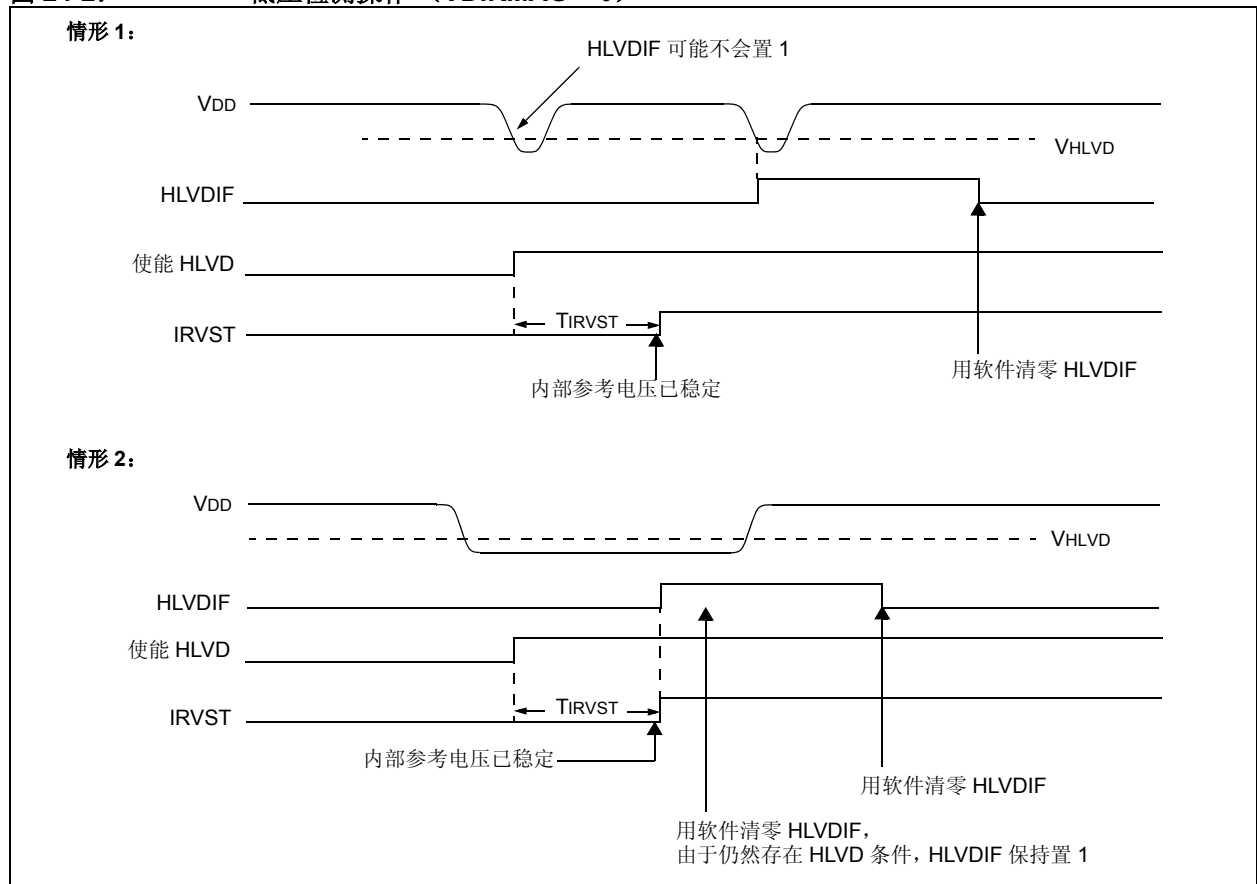 情形 1：
HLVDIF 可能不会置 1
VDD
VHLVD
HLVDIF
使能 HLVD
TIRVST
IRVST
内部参考电压已稳定
用软件清零 HLVDIF
情形 2：
VDD
VHLVD
HLVDIF
使能 HLVD
TIRVST
IRVST
内部参考电压已稳定
用软件清零 HLVDIF
用软件清零 HLVDIF，
由于仍然存在 HLVD 条件，HLVDIF 保持置 1